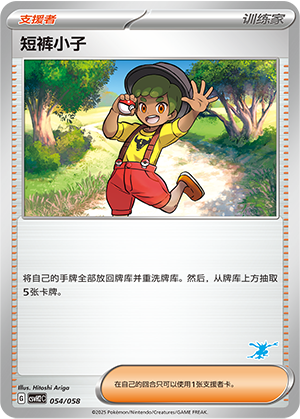 支援者 训练家
短裤小子
将自己的手牌全部放回牌库并重洗牌库。然后，从牌库上方抽取
5张卡牌。
Illus. Hitoshi Ariga
G 054/058
在自己的回合只可以使用1张支援者卡。
©2025 Pokémon/Nintendo/Creatures/GAME FREAK.